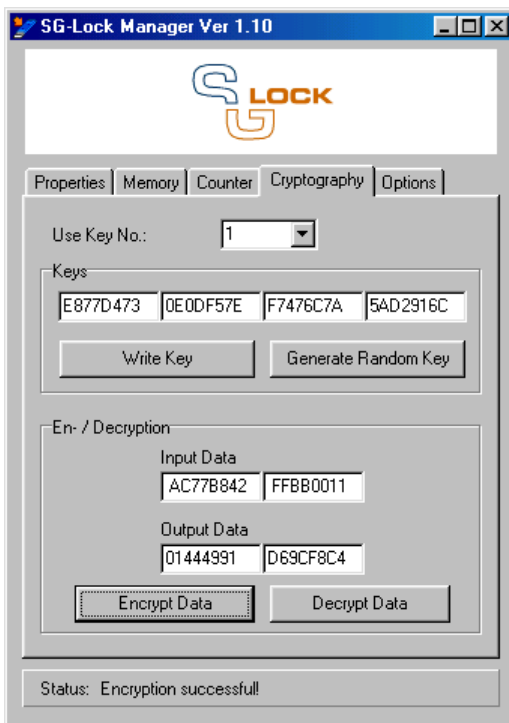 SG-Lock Manager Ver 1.10
SG LOCK
Properties Memory Counter Cryptography Options
Use Key No.: 1
Keys
E877D473 0E0DF57E F7476C7A 5AD2916C
Write Key Generate Random Key
En- / Decryption
Input Data
AC77B842 FFBB0011
Output Data
01444991 D69CF8C4
Encrypt Data Decrypt Data
Status: Encryption successful!